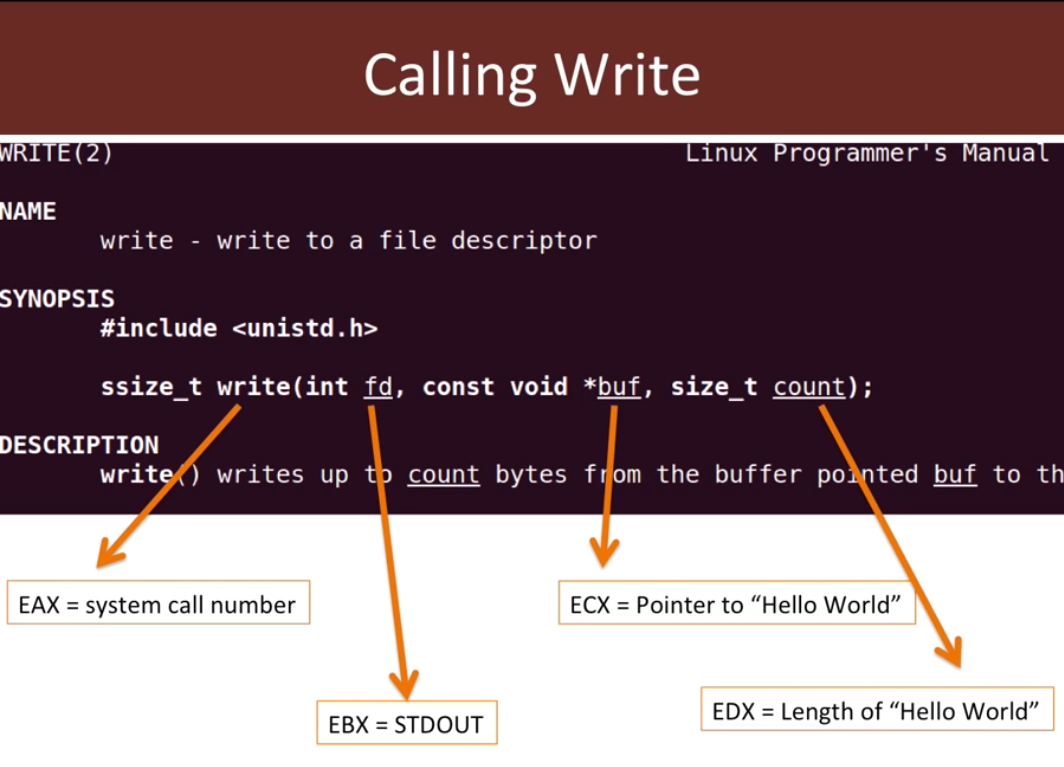 Calling Write
WRITE(2) Linux Programmer's Manual
NAME
write - write to a file descriptor
SYNOPSIS
#include <unistd.h>
ssize_t write(int fd, const void *buf, size_t count);
DESCRIPTION
write() writes up to count bytes from the buffer pointed buf to th
EAX = system call number
ECX = Pointer to “Hello World”
EBX = STDOUT
EDX = Length of “Hello World”